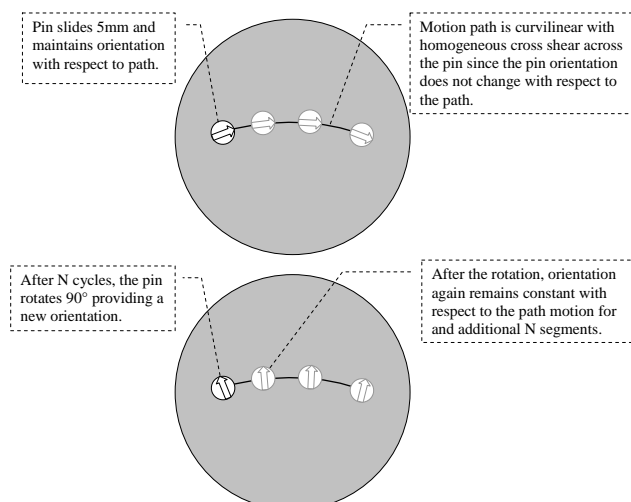 Pin slides 5mm and
maintains orientation
with respect to path.
Motion path is curvilinear with
homogeneous cross shear across
the pin since the pin orientation
does not change with respect to
the path.
After N cycles, the pin
rotates 90° providing a
new orientation.
After the rotation, orientation
again remains constant with
respect to the path motion for
and additional N segments.